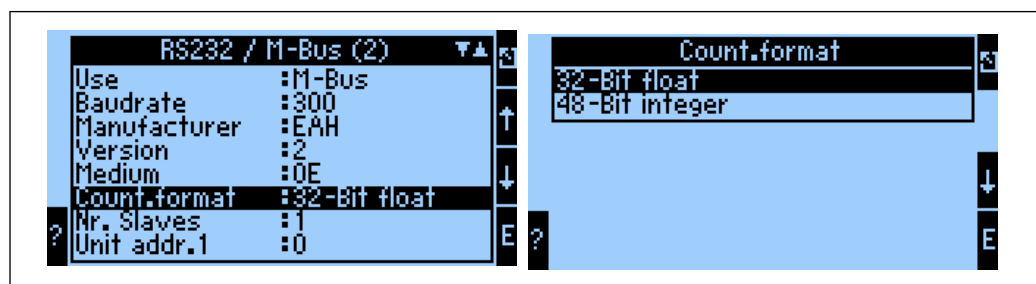 RS232 / M-Bus (2)
Use :M-Bus
Baudrate :300
Manufacturer :EAH
Version :2
Medium :0E
Count.format :32-Bit float
Nr. Slaves :1
Unit addr.1 :0
?
E
Count.format
32-Bit float
48-Bit integer
?
E